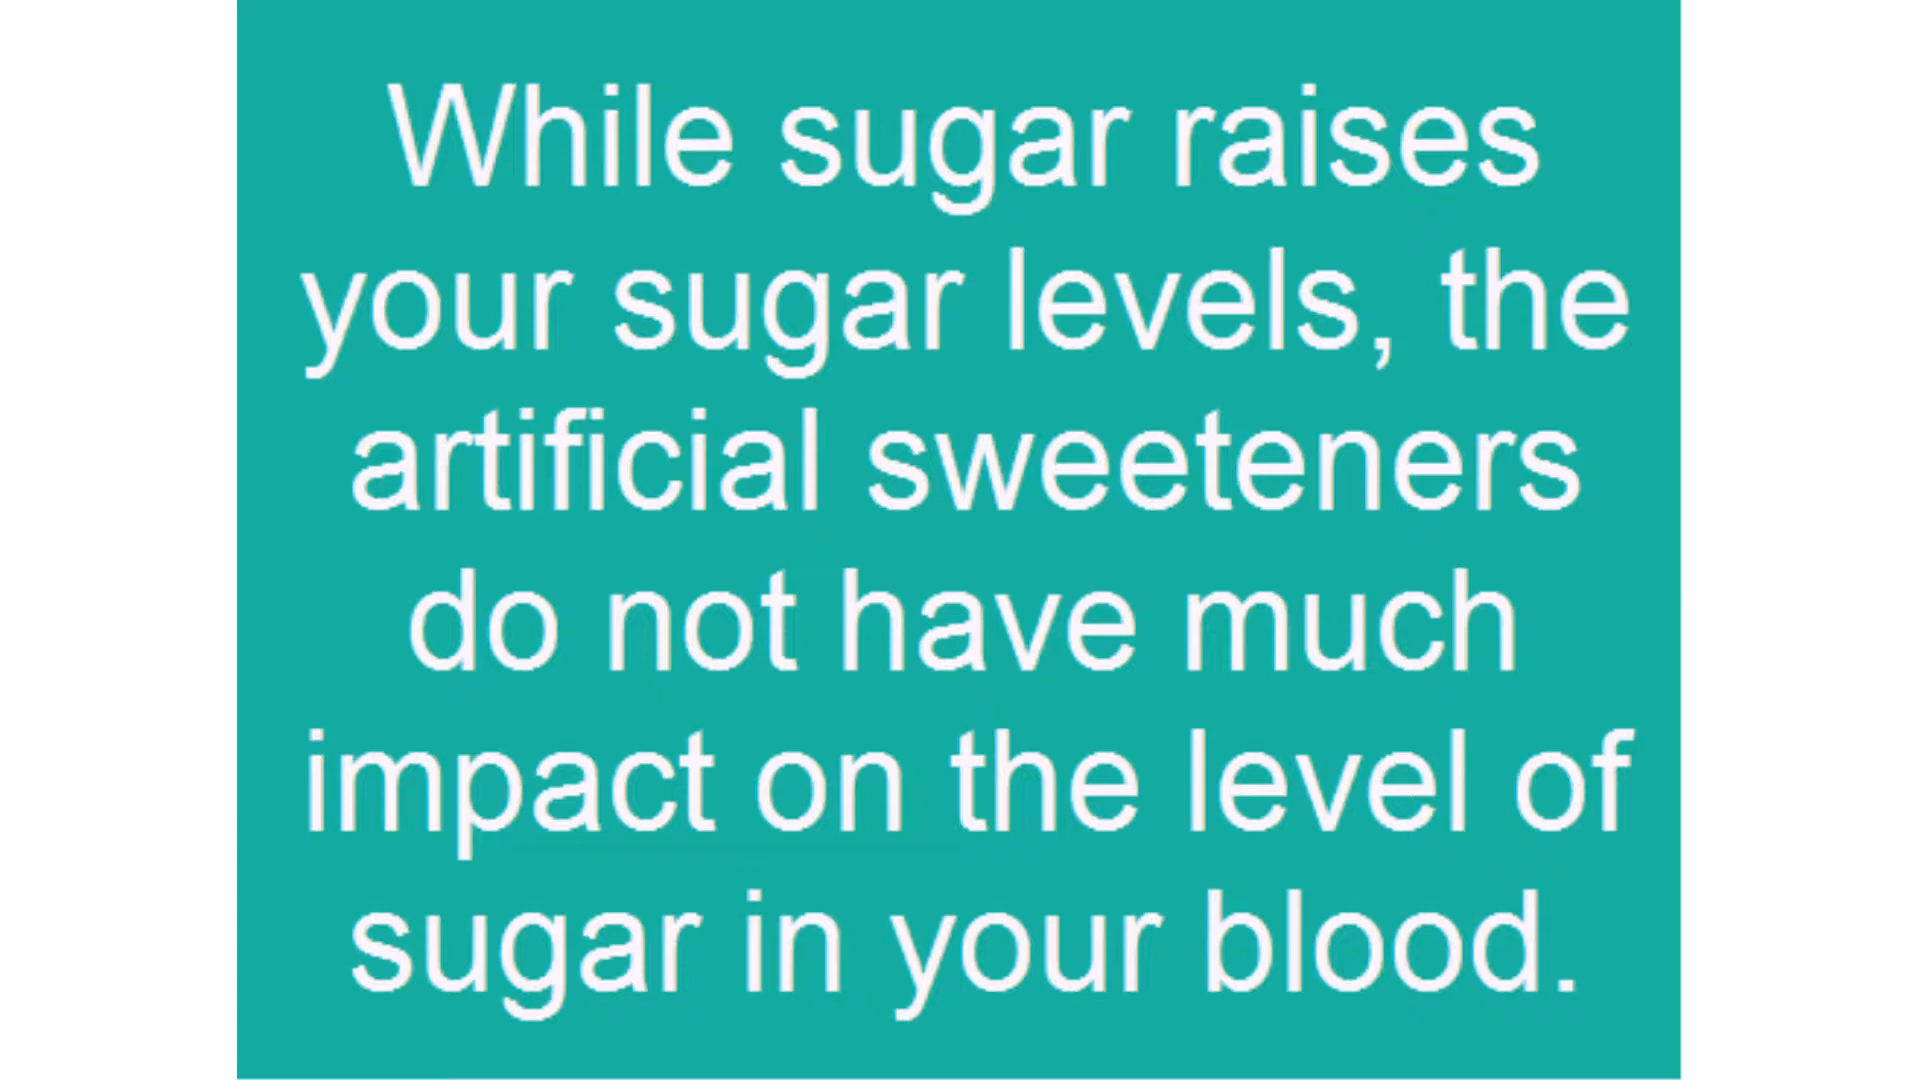 While sugar raises
your sugar levels, the
artificial sweeteners
do not have much
impact on the level of
sugar in your blood.